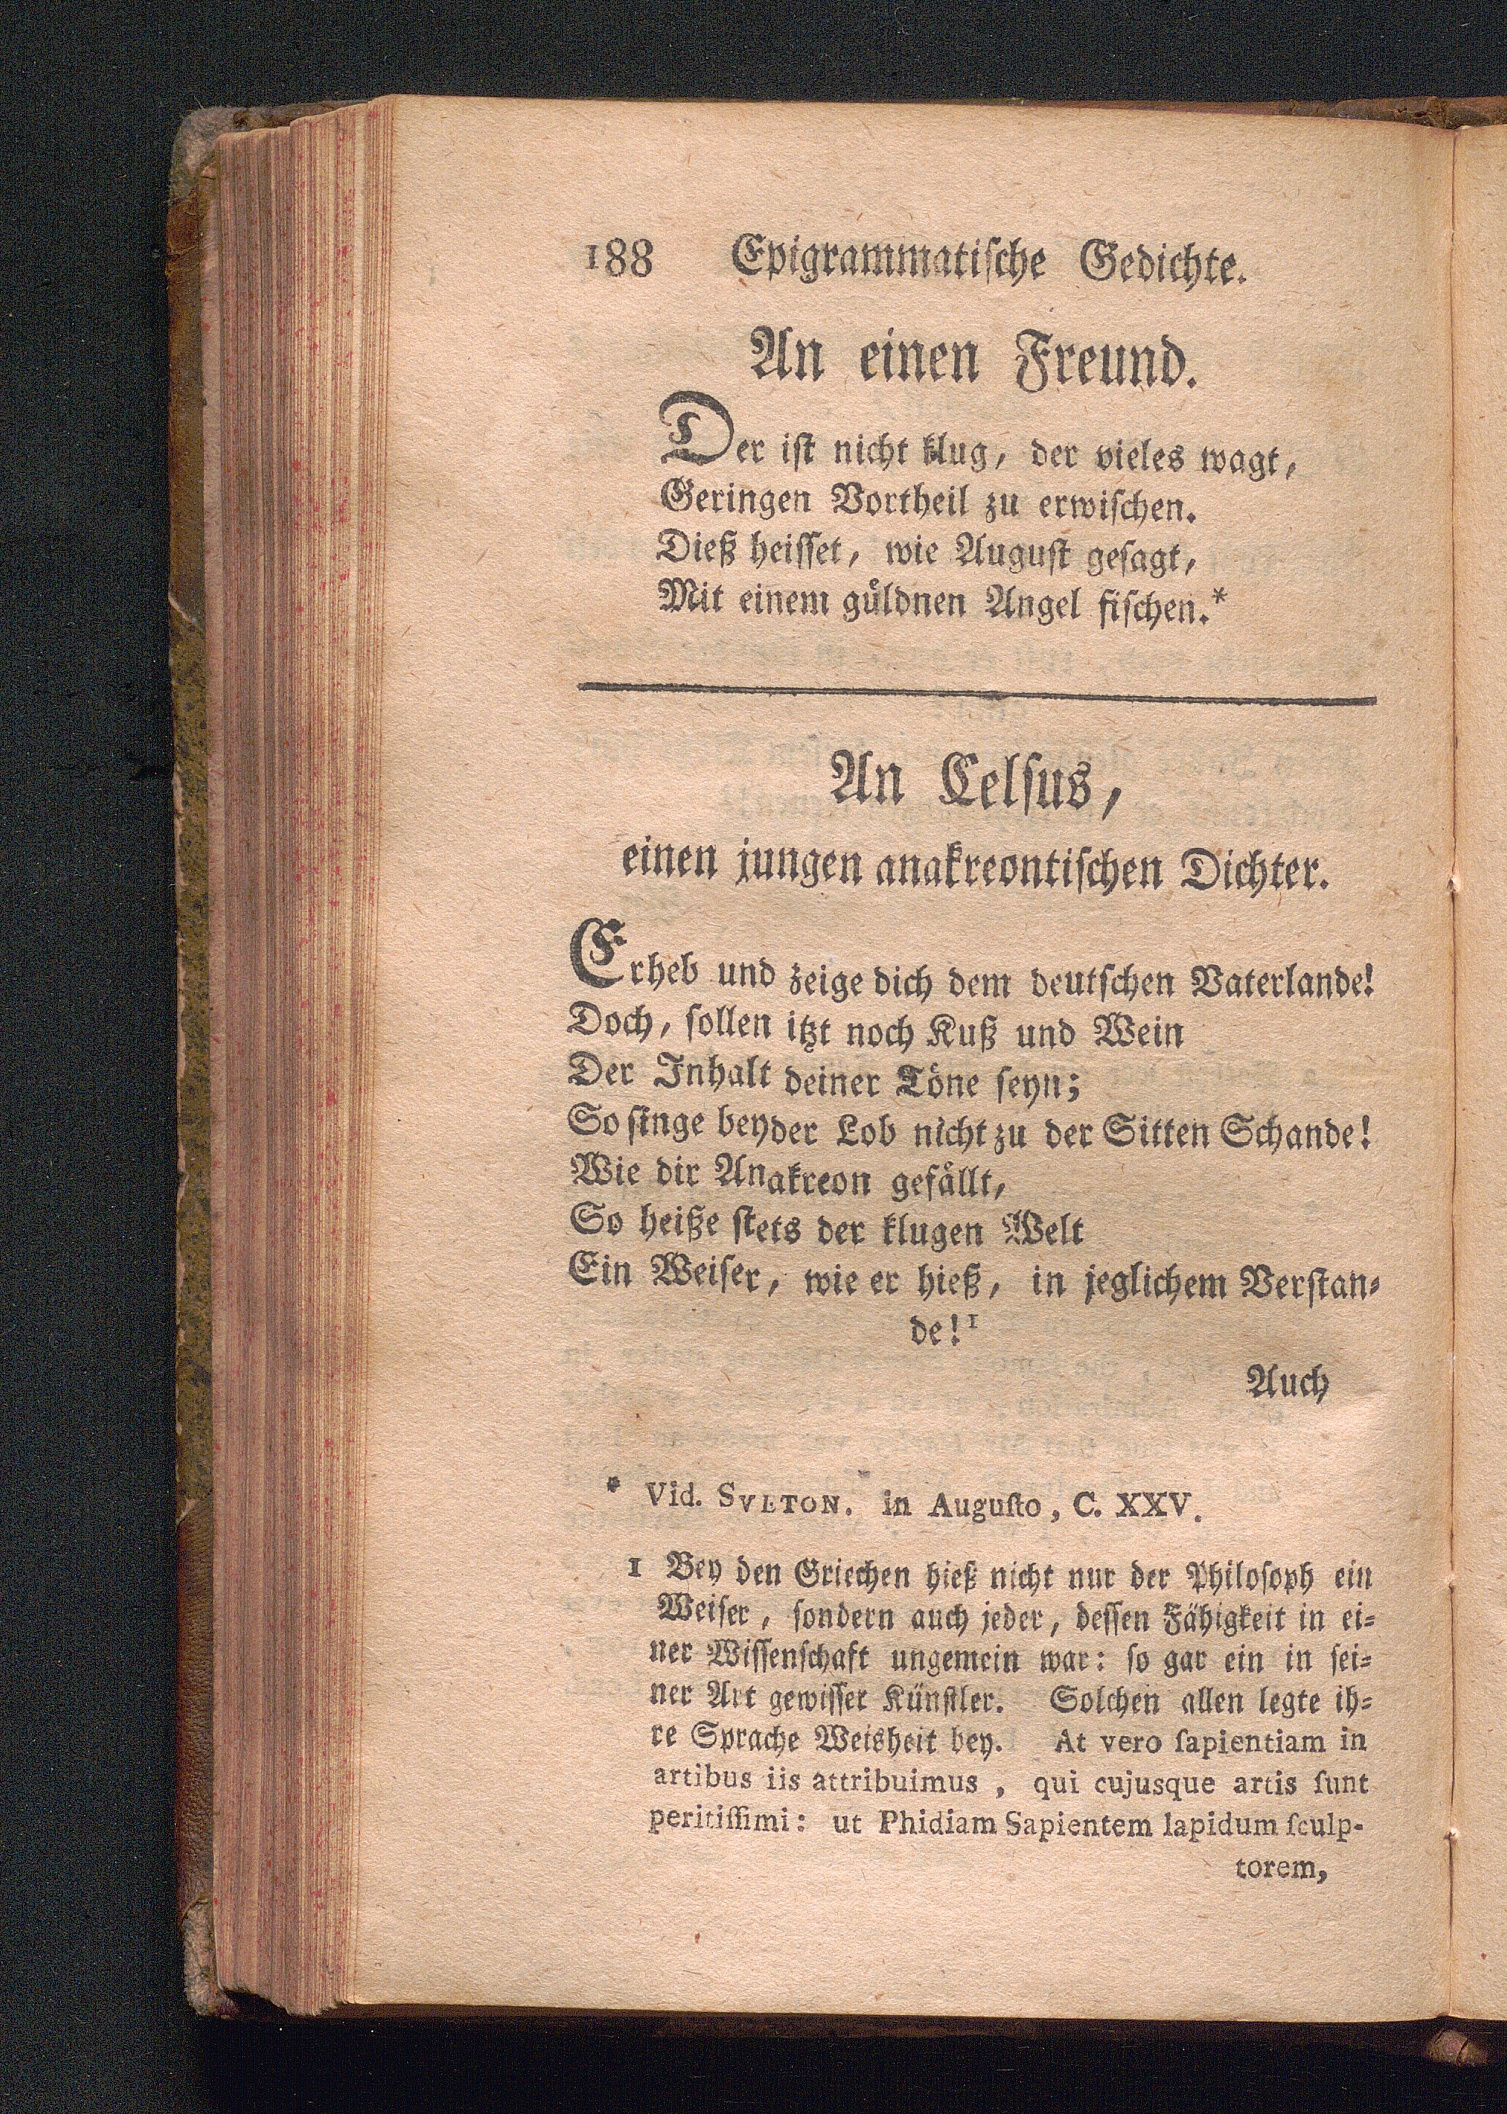 188 Epigrammatiſche Gedichte.
An einen Freund.
Der iſt nicht klug, der vieles wagt,
Geringen Vortheil zu erwiſchen.
Dieß heiſſet, wie Auguſt geſagt,
Mit einem guͤldnen Angel fiſchen.*
An Celſus,
einen jungen anakreontiſchen Dichter.
Erheb und zeige dich dem deutſchen Vaterlande!
Doch, ſollen itzt noch Kuß und Wein
Der Inhalt deiner Toͤne ſeyn;
So ſinge beyder Lob nicht zu der Sitten Schande!
Wie dir Anakreon gefaͤllt,
So heiße ſtets der klugen Welt
Ein Weiſer, wie er hieß, in jeglichem Verſtan-
de!1
Auch
* Vid. SVETON. in Auguſto, C. XXV.
1 Bey den Griechen hieß nicht nur der Philoſoph ein
Weiſer, ſondern auch jeder, deſſen Fähigkeit in ei-
ner Wiſſenſchaft ungemein war: ſo gar ein in ſei-
ner Art gewiſſer Künſtler. Solchen allen legte ih-
re Sprache Weisheit bey. At vero ſapientiam in
artibus iis attribuimus, qui cujusque artis ſunt
peritiſſimi: ut Phidiam Sapientem lapidum ſculp-
torem,